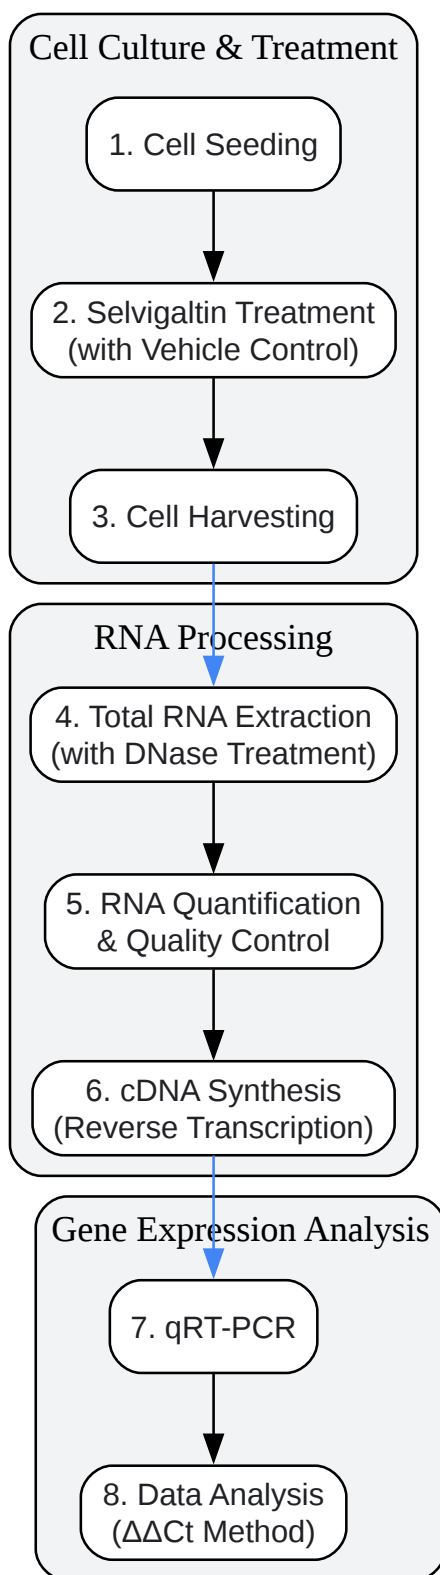 Cell Culture & Treatment
1. Cell Seeding
2. Selvigaltin Treatment
(with Vehicle Control)
3. Cell Harvesting
RNA Processing
4. Total RNA Extraction
(with DNase Treatment)
5. RNA Quantification
& Quality Control
6. cDNA Synthesis
(Reverse Transcription)
Gene Expression Analysis
7. qRT-PCR
8. Data Analysis
(ΔΔCt Method)